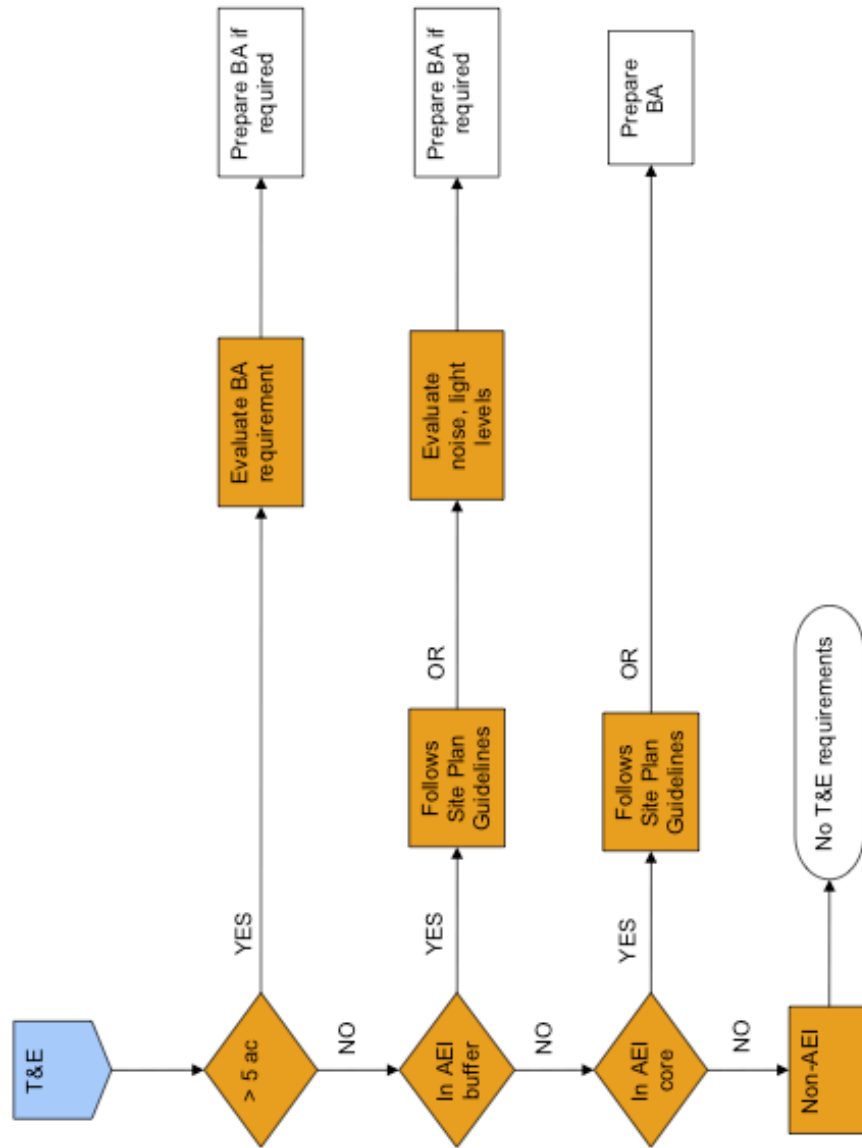 T&E
> 5 ac
YES
Evaluate BA
requirement
Prepare BA if
required
NO
In AEI
buffer
YES
Follows
Site Plan
Guidelines
OR
Evaluate
noise, light
levels
Prepare BA if
required
NO
In AEI
core
YES
Follows
Site Plan
Guidelines
OR
Prepare
BA
NO
Non-AEI
No T&E requirements